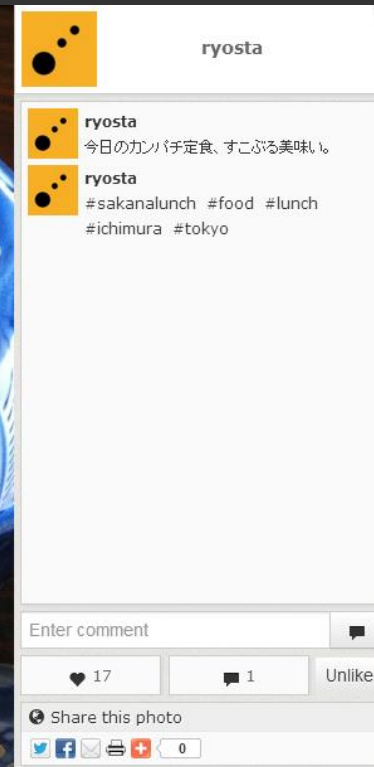 ryosta
ryosta
今日のカンパチ定食、すこぶる美味い。
ryosta
#sakanalunch #food #lunch
#ichimura #tokyo
Enter comment
17
1
Unlike
Share this photo
0